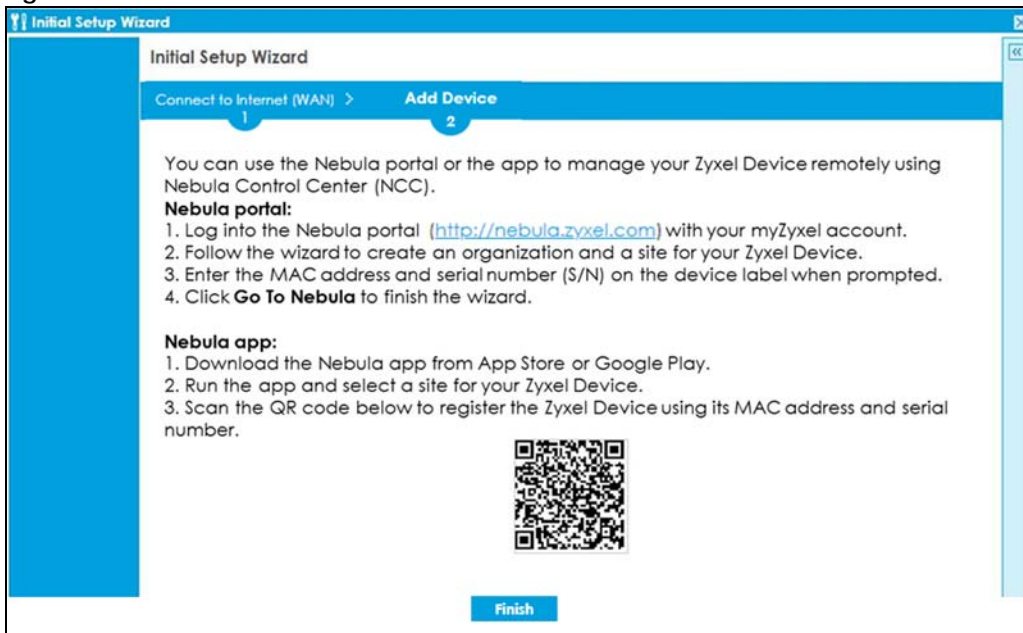 Initial Setup Wizard
Initial Setup Wizard
Connect to Internet (WAN) > Add Device
1 2
You can use the Nebula portal or the app to manage your Zyxel Device remotely using
Nebula Control Center (NCC).
Nebula portal:
1. Log into the Nebula portal (http://nebula.zyxel.com) with your myZyxel account.
2. Follow the wizard to create an organization and a site for your Zyxel Device.
3. Enter the MAC address and serial number (S/N) on the device label when prompted.
4. Click Go To Nebula to finish the wizard.
Nebula app:
1. Download the Nebula app from App Store or Google Play.
2. Run the app and select a site for your Zyxel Device.
3. Scan the QR code below to register the Zyxel Device using its MAC address and serial
number.
Finish